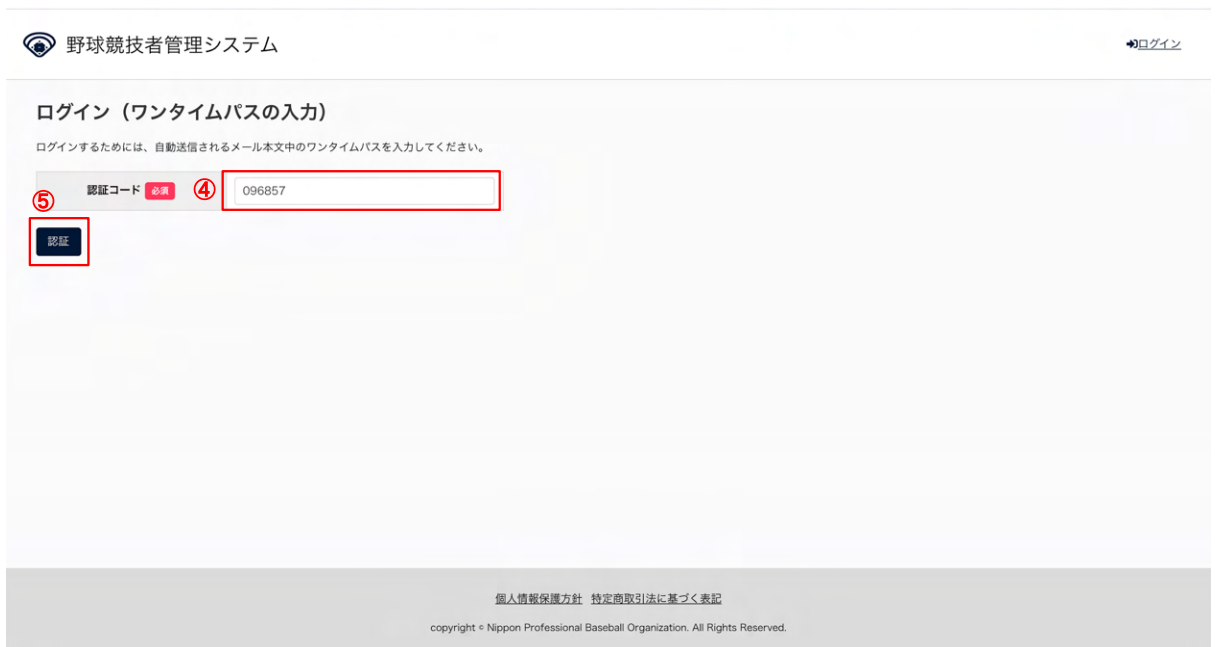 野球競技者管理システム
ログイン
ログイン（ワンタイムパスの入力）
ログインするためには、自動送信されるメール本文中のワンタイムパスを入力してください。
認証コード 必須 ④ 096857
⑤
認証
個人情報保護方針 特定商取引法に基づく表記
copyright © Nippon Professional Baseball Organization. All Rights Reserved.